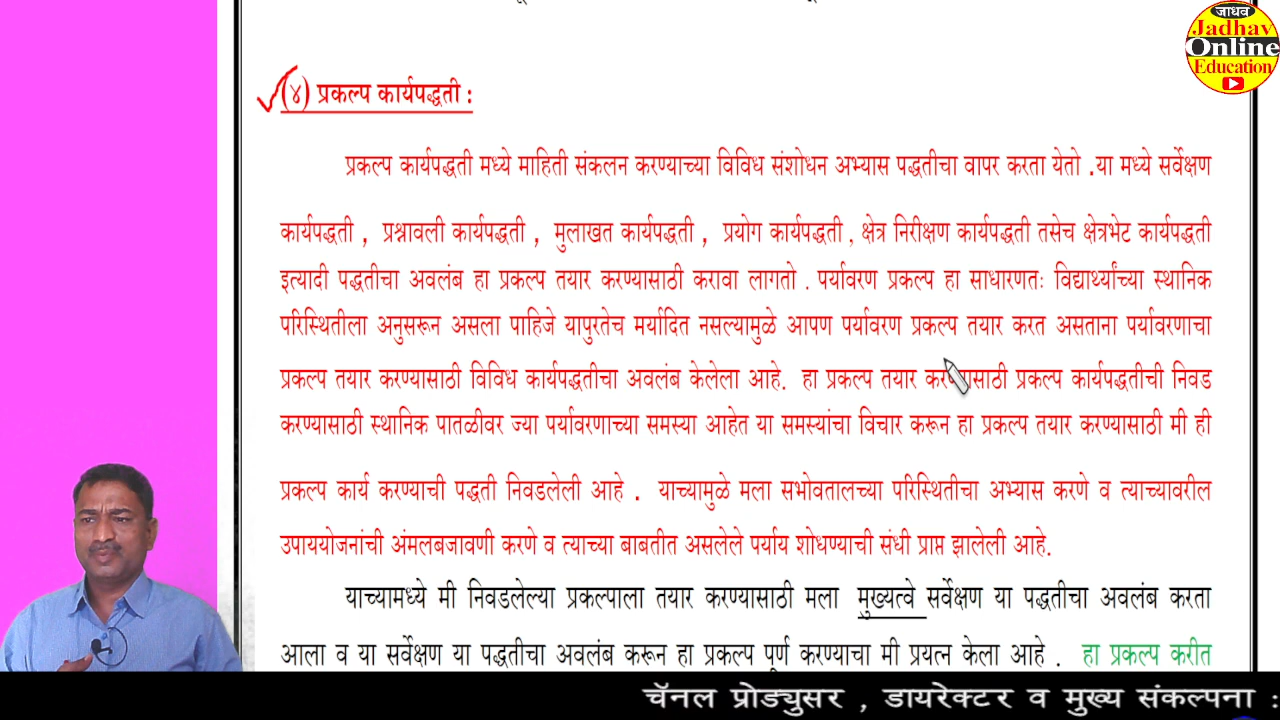 जाधव
Jadhav
Online
Education
(४) प्रकल्प कार्यपद्धती :
प्रकल्प कार्यपद्धती मध्ये माहिती संकलन करण्याच्या विविध संशोधन अभ्यास पद्धतीचा वापर करता येतो .या मध्ये सर्वेक्षण
कार्यपद्धती , प्रश्नावली कार्यपद्धती , मुलाखत कार्यपद्धती , प्रयोग कार्यपद्धती , क्षेत्र निरीक्षण कार्यपद्धती तसेच क्षेत्रभेट कार्यपद्धती
इत्यादी पद्धतीचा अवलंब हा प्रकल्प तयार करण्यासाठी करावा लागतो . पर्यावरण प्रकल्प हा साधारणतः विद्यार्थ्यांच्या स्थानिक
परिस्थितीला अनुसरून असला पाहिजे यापुरतेच मर्यादित नसल्यामुळे आपण पर्यावरण प्रकल्प तयार करत असताना पर्यावरणाचा
प्रकल्प तयार करण्यासाठी विविध कार्यपद्धतीचा अवलंब केलेला आहे. हा प्रकल्प तयार करण्यासाठी प्रकल्प कार्यपद्धतीची निवड
करण्यासाठी स्थानिक पातळीवर ज्या पर्यावरणाच्या समस्या आहेत या समस्यांचा विचार करून हा प्रकल्प तयार करण्यासाठी मी ही
प्रकल्प कार्य करण्याची पद्धती निवडलेली आहे . याच्यामुळे मला सभोवतालच्या परिस्थितीचा अभ्यास करणे व त्याच्यावरील
उपाययोजनांची अंमलबजावणी करणे व त्याच्या बाबतीत असलेले पर्याय शोधण्याची संधी प्राप्त झालेली आहे.
याच्यामध्ये मी निवडलेल्या प्रकल्पाला तयार करण्यासाठी मला मुख्यत्वे सर्वेक्षण या पद्धतीचा अवलंब करता
आला व या सर्वेक्षण या पद्धतीचा अवलंब करून हा प्रकल्प पूर्ण करण्याचा मी प्रयत्न केला आहे . हा प्रकल्प करीत
चॅनल प्रोड्युसर , डायरेक्टर व मुख्य संकल्पना :